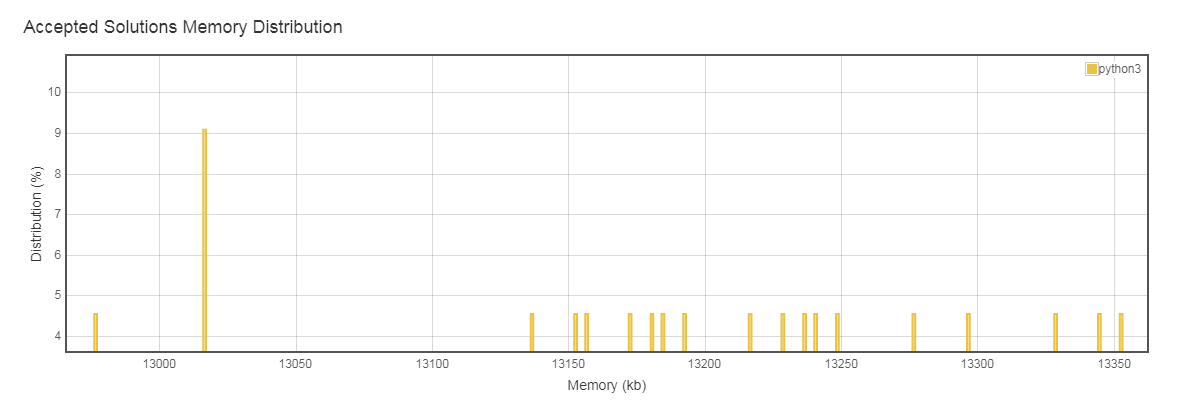 Accepted Solutions Memory Distribution
python3
10
9
8
7
6
5
4
Distribution (%)
13000 13050 13100 13150 13200 13250 13300 13350
Memory (kb)